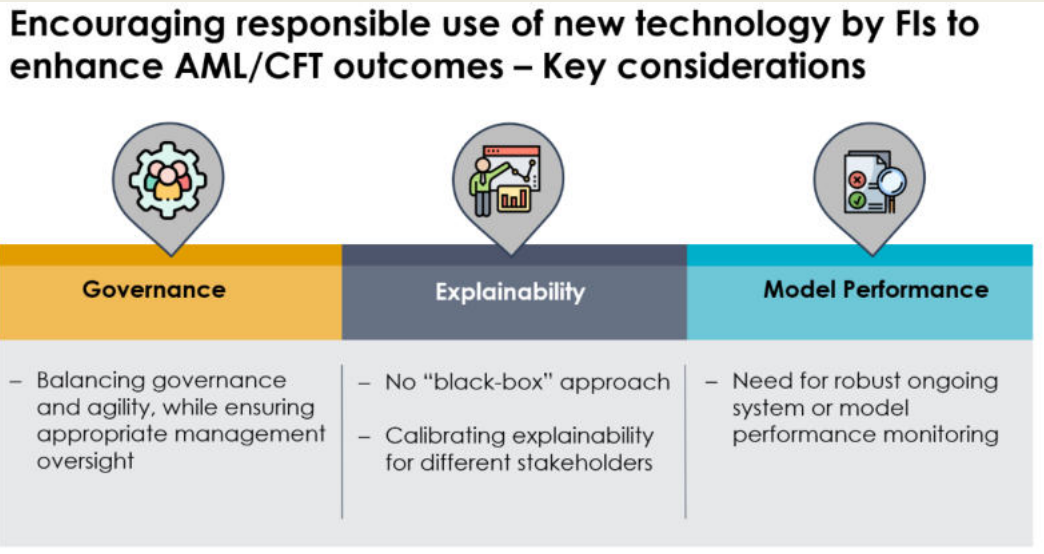 Encouraging responsible use of new technology by FIs to
enhance AML/CFT outcomes – Key considerations
Governance
– Balancing governance
and agility, while ensuring
appropriate management
oversight
Explainability
– No “black-box” approach
– Calibrating explainability
for different stakeholders
Model Performance
– Need for robust ongoing
system or model
performance monitoring